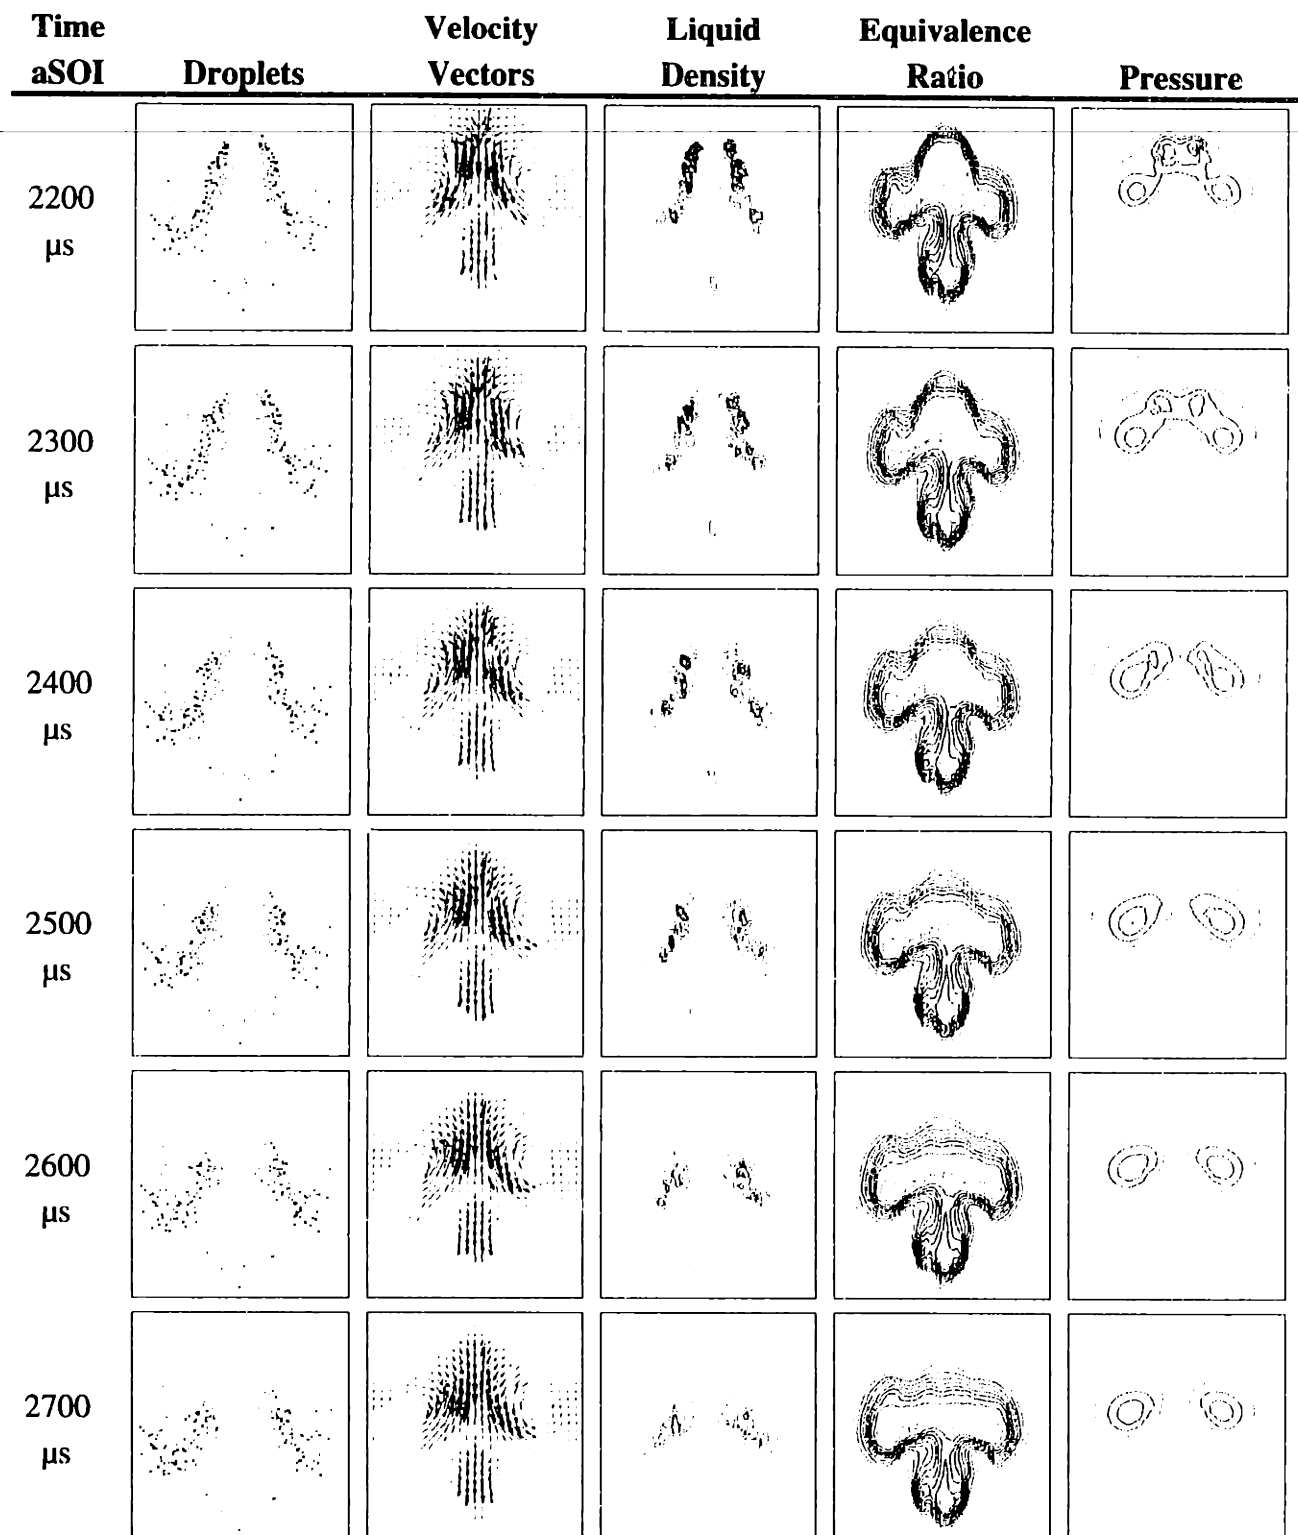 Time Velocity Liquid Equivalence
aSOI Droplets Vectors Density Ratio Pressure
2200
µs
2300
µs
2400
µs
2500
µs
2600
µs
2700
µs